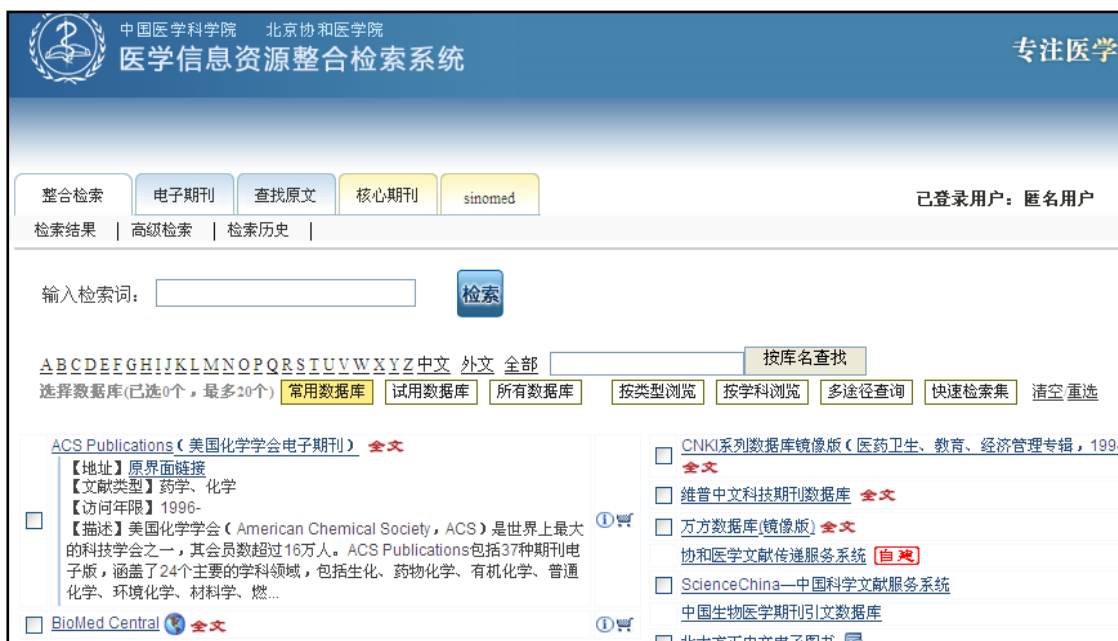 中国医学科学院 北京协和医学院
医学信息资源整合检索系统
专注医学
整合检索 电子期刊 查找原文 核心期刊 sinomed
已登录用户：匿名用户
检索结果 | 高级检索 | 检索历史 |
输入检索词： 检索
A B C D E F G H I J K L M N O P Q R S T U V W X Y Z 中文 外文 全部 按库名查找
选择数据库(已选0个，最多20个) 常用数据库 试用数据库 所有数据库 按类型浏览 按学科浏览 多途径查询 快速检索集 清空/重选
ACS Publications（美国化学学会电子期刊） 全文
【地址】原界面链接
【文献类型】药学、化学
【访问年限】1996-
【描述】美国化学学会（American Chemical Society，ACS）是世界上最大
的科技学会之一，其会员数超过16万人。ACS Publications包括37种期刊电
子版，涵盖了24个主要的学科领域，包括生化、药物化学、有机化学、普通
化学、环境化学、材料学、燃...
BioMed Central 全文
CNKI系列数据库镜像版（医药卫生、教育、经济管理专辑，199
全文
维普中文科技期刊数据库 全文
万方数据库(镜像版) 全文
协和医学文献传递服务系统 自建
ScienceChina—中国科学文献服务系统
中国生物医学期刊引文数据库